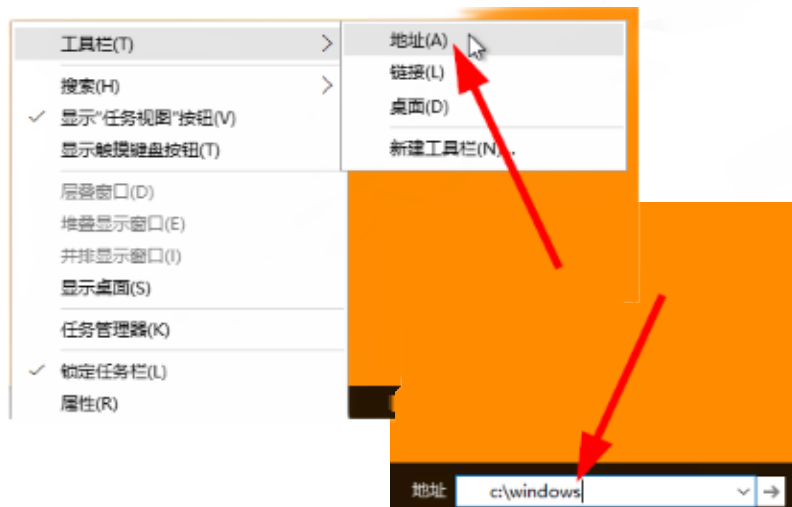 工具栏(T)
搜索(H)
显示"任务视图"按钮(V)
显示触摸键盘按钮(T)
层叠窗口(D)
堆叠显示窗口(E)
并排显示窗口(I)
显示桌面(S)
任务管理器(K)
锁定任务栏(L)
属性(R)
地址(A)
链接(L)
桌面(D)
新建工具栏(N)...
地址
c:\windows